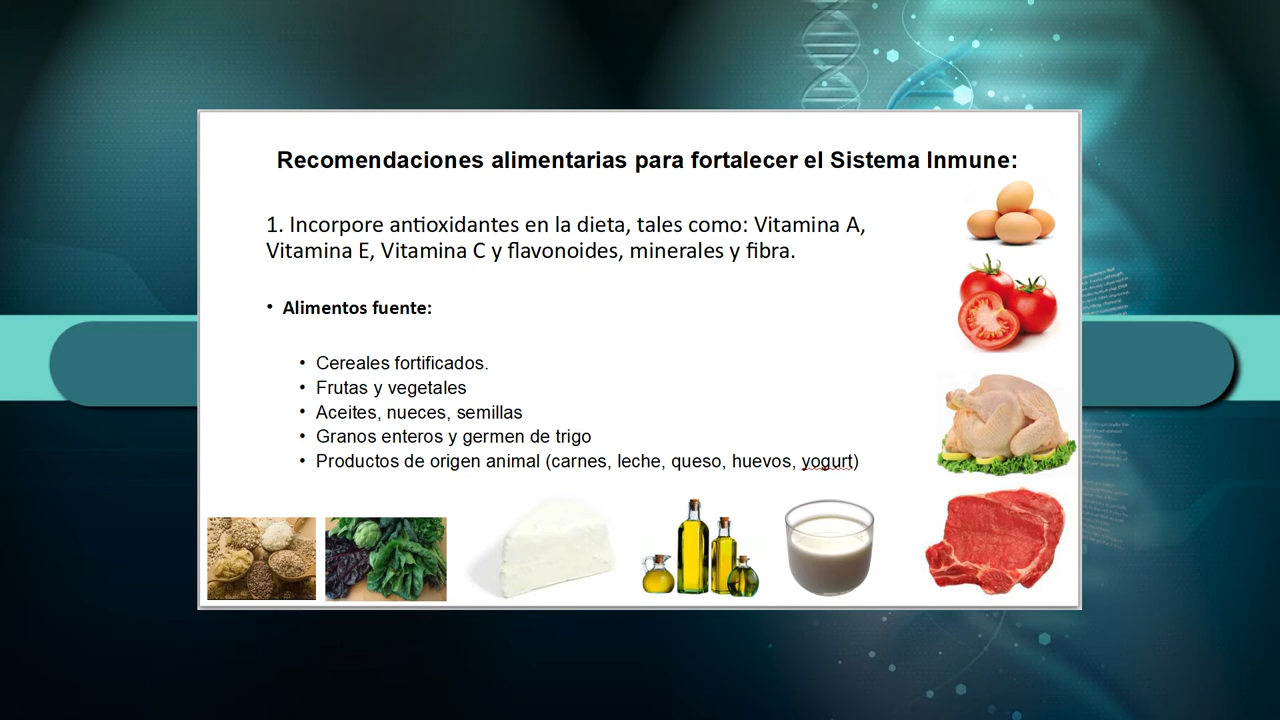 Recomendaciones alimentarias para fortalecer el Sistema Inmune:
1. Incorpore antioxidantes en la dieta, tales como: Vitamina A,
Vitamina E, Vitamina C y flavonoides, minerales y fibra.
• Alimentos fuente:
• Cereales fortificados.
• Frutas y vegetales
• Aceites, nueces, semillas
• Granos enteros y germen de trigo
• Productos de origen animal (carnes, leche, queso, huevos, yogurt)